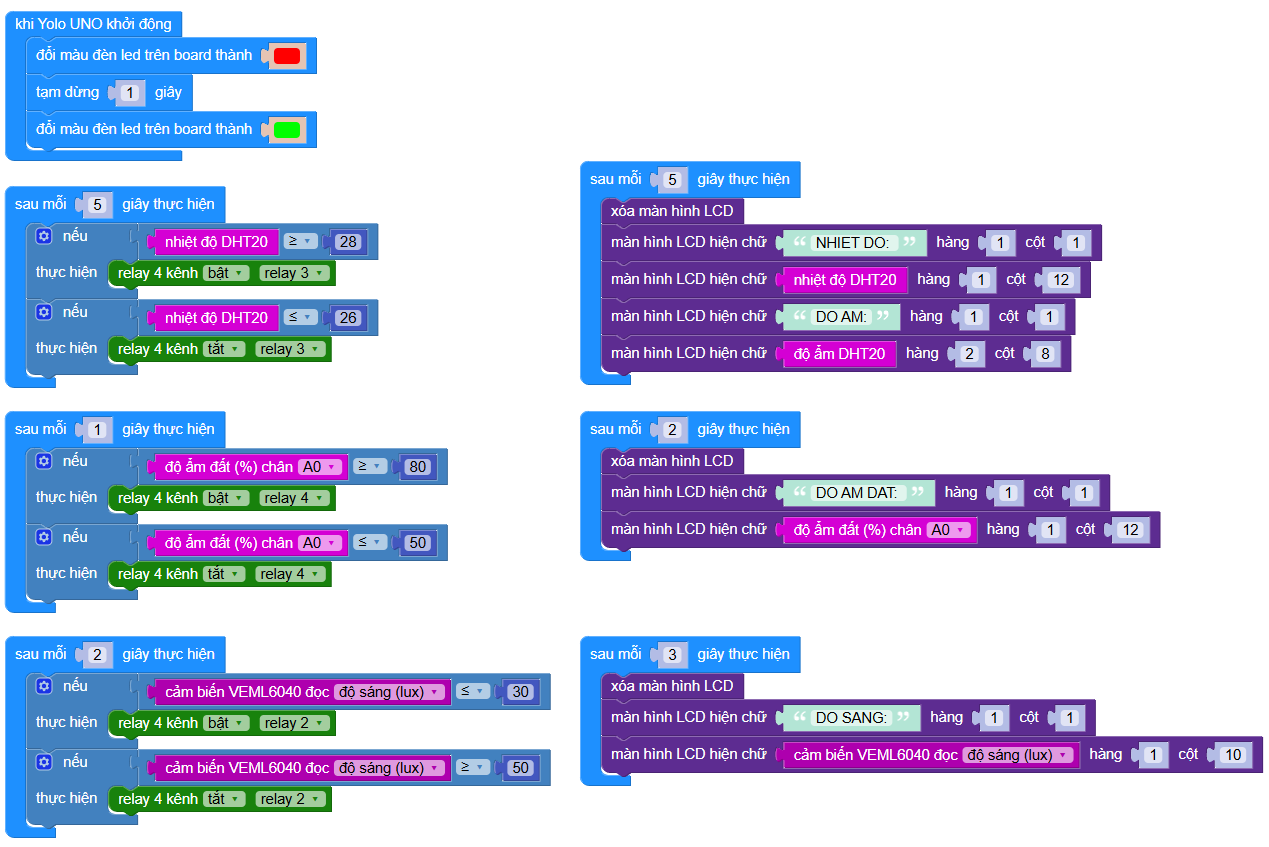 khi Yolo UNO khởi động
đổi màu đèn led trên board thành
tạm dừng 1 giây
đổi màu đèn led trên board thành
sau mỗi 5 giây thực hiện
nếu nhiệt độ DHT20 ≥ 28
thực hiện relay 4 kênh bật relay 3
nếu nhiệt độ DHT20 ≤ 26
thực hiện relay 4 kênh tắt relay 3
sau mỗi 1 giây thực hiện
nếu độ ẩm đất (%) chân A0 ≥ 80
thực hiện relay 4 kênh bật relay 4
nếu độ ẩm đất (%) chân A0 ≤ 50
thực hiện relay 4 kênh tắt relay 4
sau mỗi 2 giây thực hiện
nếu cảm biến VEML6040 đọc độ sáng (lux) ≤ 30
thực hiện relay 4 kênh bật relay 2
nếu cảm biến VEML6040 đọc độ sáng (lux) ≥ 50
thực hiện relay 4 kênh tắt relay 2
sau mỗi 5 giây thực hiện
xóa màn hình LCD
màn hình LCD hiện chữ “ NHIET DO: ” hàng 1 cột 1
màn hình LCD hiện chữ nhiệt độ DHT20 hàng 1 cột 12
màn hình LCD hiện chữ “ DO AM: ” hàng 1 cột 1
màn hình LCD hiện chữ độ ẩm DHT20 hàng 2 cột 8
sau mỗi 2 giây thực hiện
xóa màn hình LCD
màn hình LCD hiện chữ “ DO AM DAT: ” hàng 1 cột 1
màn hình LCD hiện chữ độ ẩm đất (%) chân A0 hàng 1 cột 12
sau mỗi 3 giây thực hiện
xóa màn hình LCD
màn hình LCD hiện chữ “ DO SANG: ” hàng 1 cột 1
màn hình LCD hiện chữ cảm biến VEML6040 đọc độ sáng (lux) hàng 1 cột 10